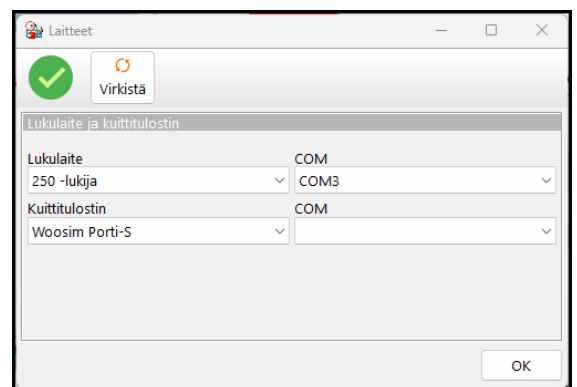 Laitteet
Virkistä
Lukulaite ja kuittitulostin
Lukulaite COM
250 -lukija COM3
Kuittitulostin COM
Woosim Porti-S
OK